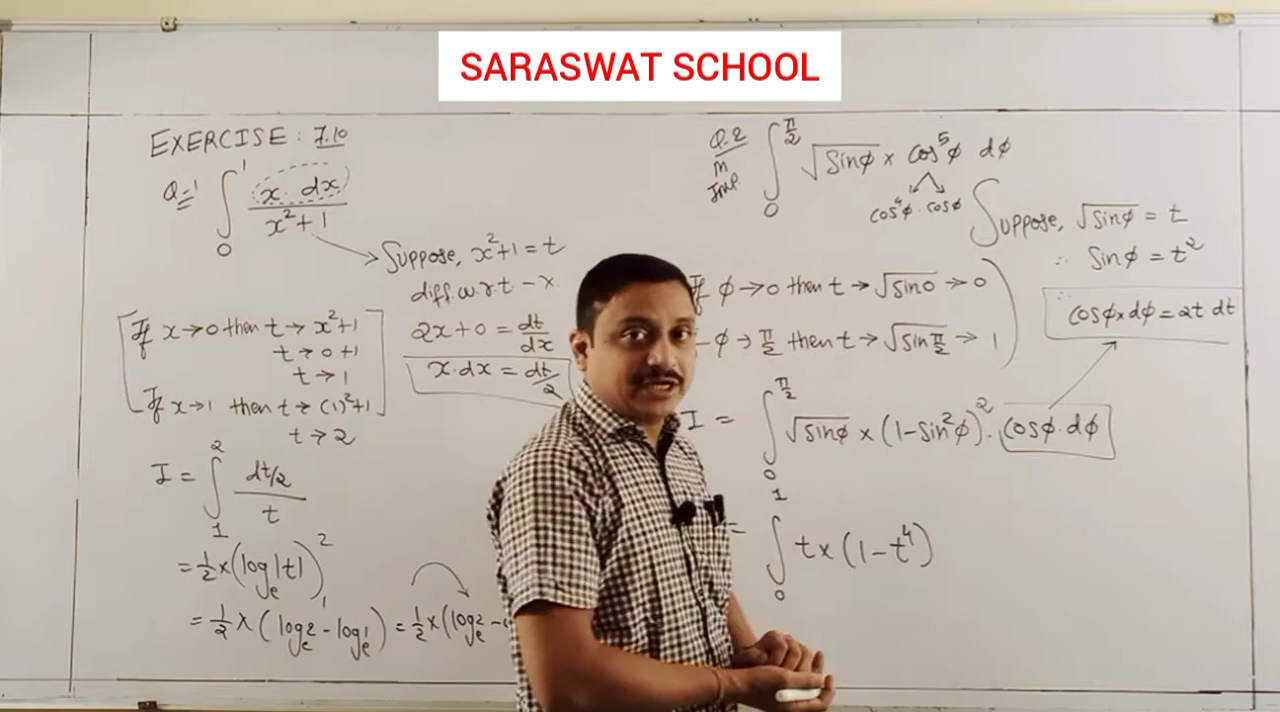 SARASWAT SCHOOL
EXERCISE : 7.10
Q-1 ∫₀¹ x. dx / x²+1
Suppose, x²+1 = t
diff. w.r.t - x.
2x+0 = dt/dx
x·dx = dt/2
If x→0 then t→ x²+1
t→ 0+1
t→ 1
If x→1 then t→ (1)²+1
t→ 2
I = ∫₁² dt/2 / t
= ½×(logₑ|t|)₁²
= ½×(logₑ2 - logₑ1) = ½×(logₑ2 -
Q.2 ∫₀^π/2 √Sinφ × cos⁵φ dφ
m
Imp.
cos⁴φ . cosφ
Suppose, √sinφ = t
∴ Sinφ = t²
∴ cosφ×dφ = 2t dt
If φ→0 then t→√sin0 → 0
φ→ π/2 then t→√sin π/2 → 1
I = ∫₀^π/2 √sinφ × (1-Sin²φ)² . cosφ.dφ
= ∫₀¹ t×(1-t⁴)